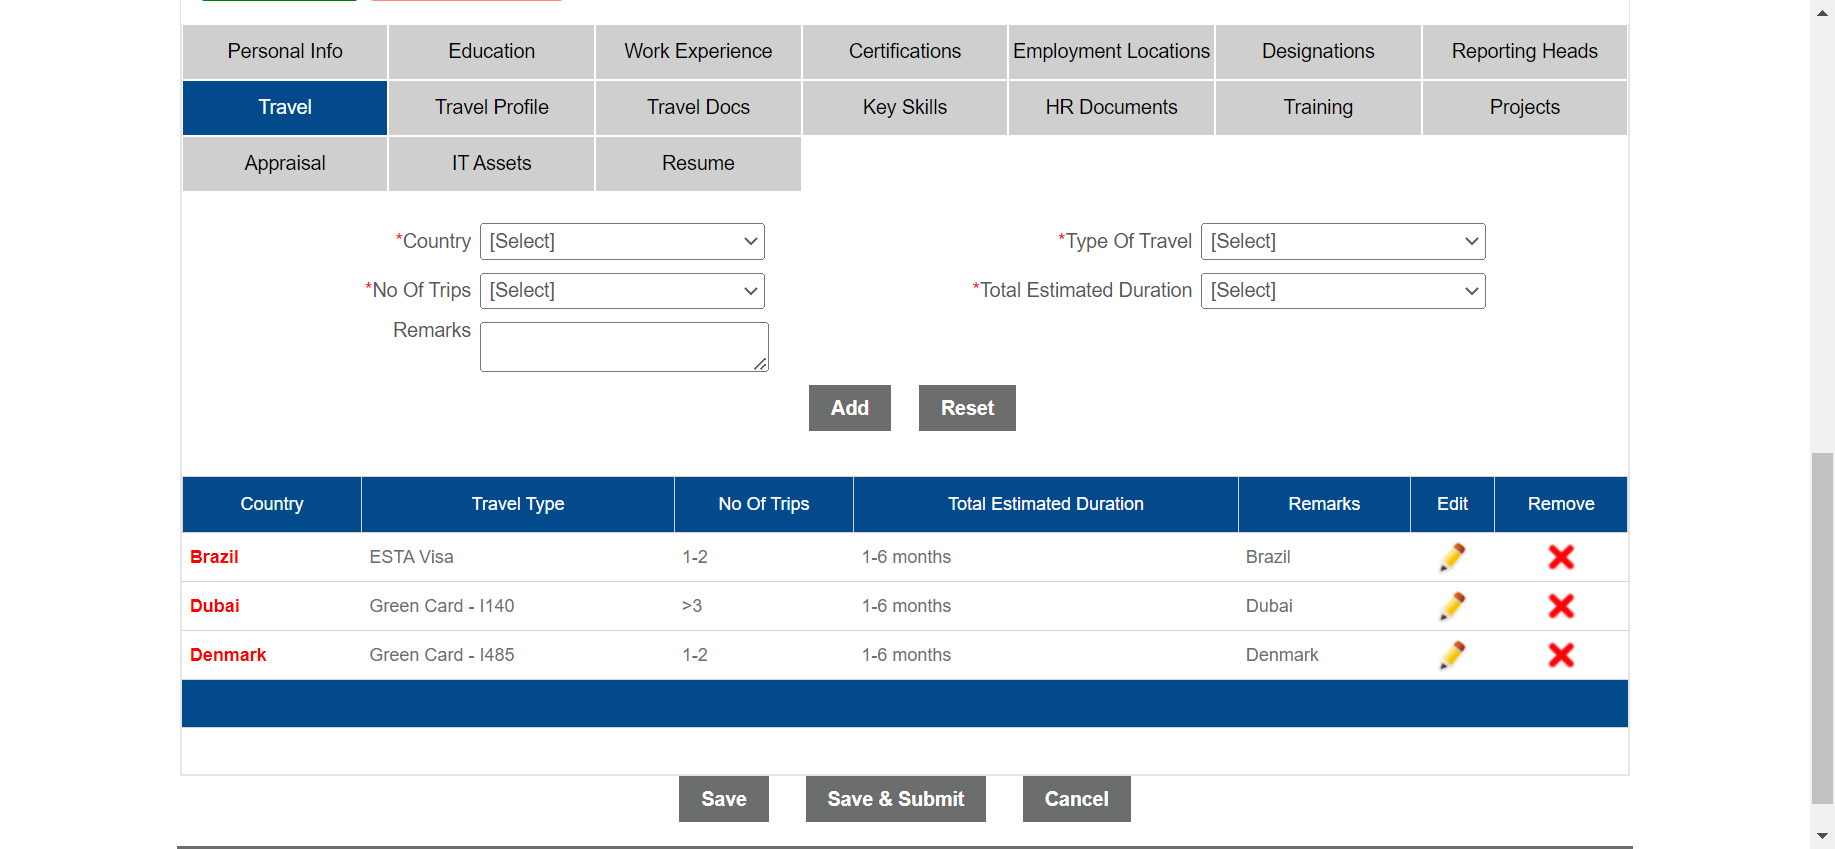 Personal Info Education Work Experience Certifications Employment Locations Designations Reporting Heads
Travel Travel Profile Travel Docs Key Skills HR Documents Training Projects
Appraisal IT Assets Resume
*Country [Select] *Type Of Travel [Select]
*No Of Trips [Select] *Total Estimated Duration [Select]
Remarks
Add Reset
Country Travel Type No Of Trips Total Estimated Duration Remarks Edit Remove
Brazil ESTA Visa 1-2 1-6 months Brazil
Dubai Green Card - I140 >3 1-6 months Dubai
Denmark Green Card - I485 1-2 1-6 months Denmark
Save Save & Submit Cancel